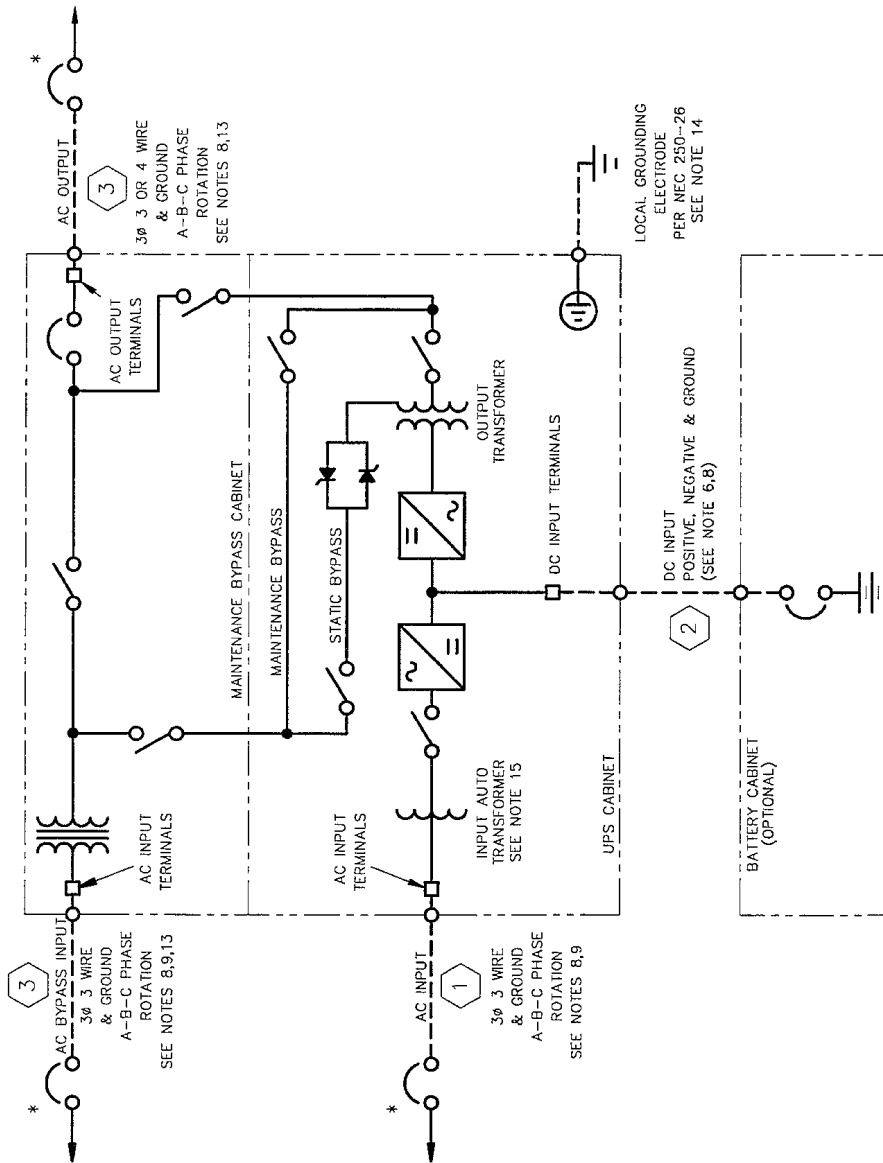 3
AC BYPASS INPUT
3ø 3 WIRE
& GROUND
A-B-C PHASE
ROTATION
SEE NOTES 8,9,13
*
AC INPUT
TERMINALS
MAINTENANCE BYPASS CABINET
AC OUTPUT
TERMINALS
*
AC OUTPUT
3
3ø 3 OR 4 WIRE
& GROUND
A-B-C PHASE
ROTATION
SEE NOTES 8,13
MAINTENANCE BYPASS
STATIC BYPASS
*
AC INPUT
1
3ø 3 WIRE
& GROUND
A-B-C PHASE
ROTATION
SEE NOTES 8,9
AC INPUT
TERMINALS
INPUT AUTO
TRANSFORMER
SEE NOTE 15
OUTPUT
TRANSFORMER
DC INPUT TERMINALS
UPS CABINET
LOCAL GROUNDING
ELECTRODE
PER NEC 250-26
SEE NOTE 14
2
DC INPUT
POSITIVE, NEGATIVE & GROUND
(SEE NOTE 6,8)
BATTERY CABINET
(OPTIONAL)